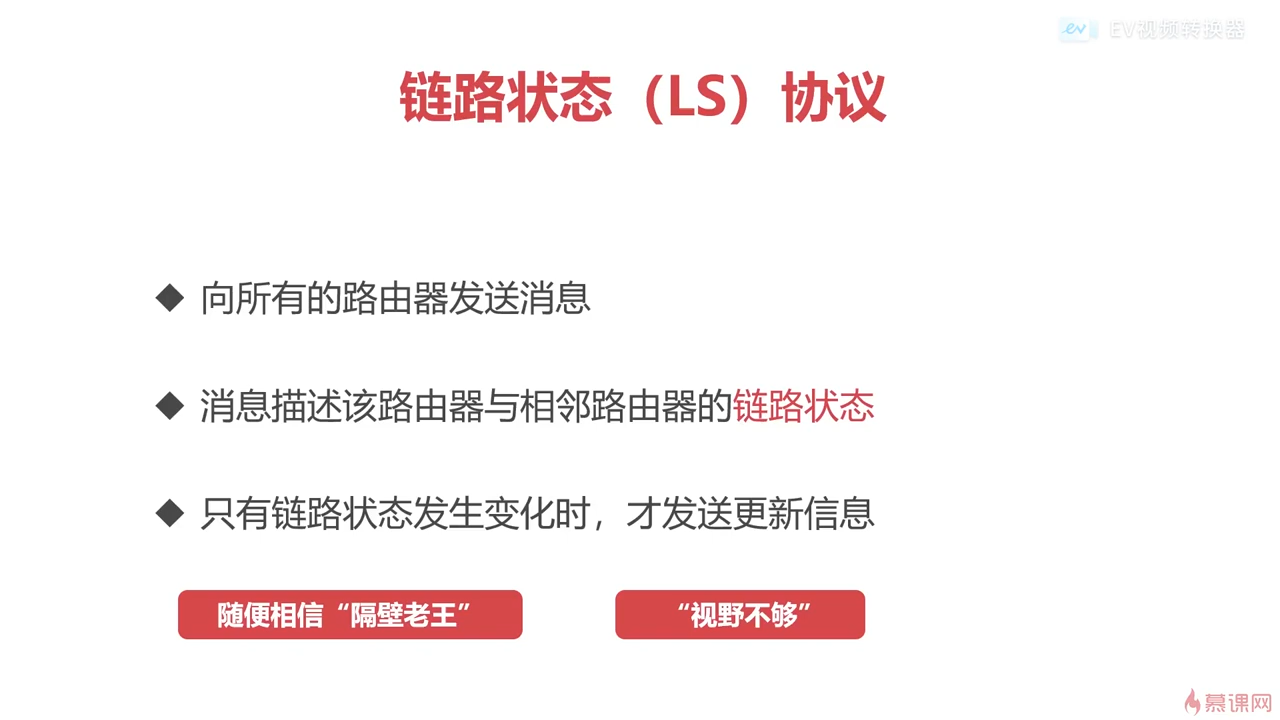 EV视频转换器
链路状态（LS）协议
◆ 向所有的路由器发送消息
◆ 消息描述该路由器与相邻路由器的链路状态
◆ 只有链路状态发生变化时，才发送更新信息
随便相信“隔壁老王”
“视野不够”
慕课网